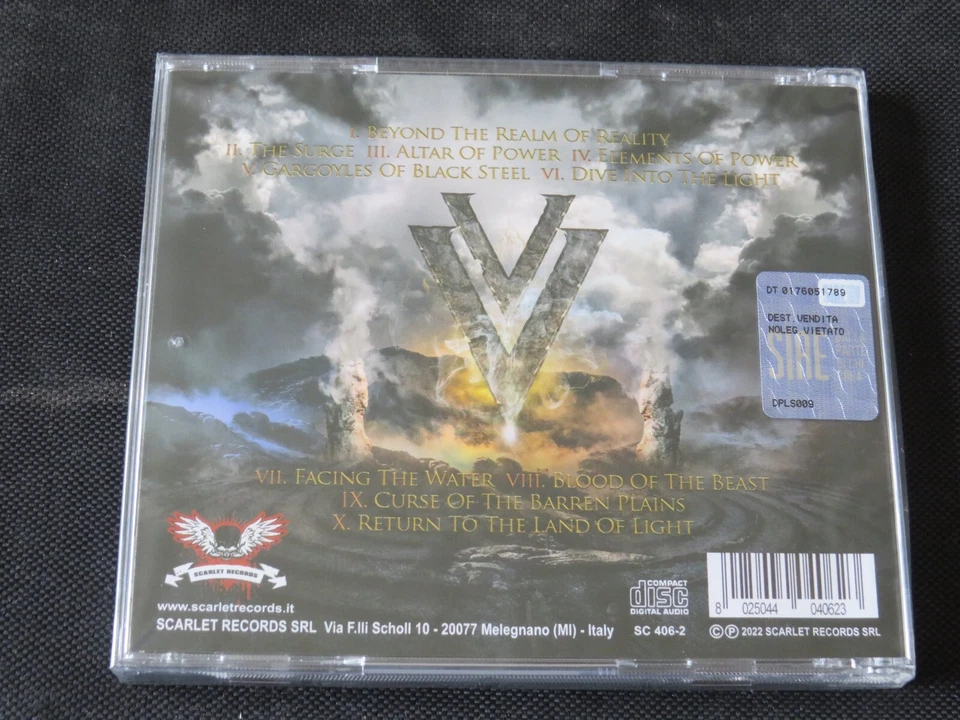 I. BEYOND THE REALM OF REALITY
II. THE SURGE III. ALTAR OF POWER IV. ELEMENTS OF POWER
V. GARGOYLES OF BLACK STEEL VI. DIVE INTO THE LIGHT
DT 0176051789
DEST.VENDITA
NOLEG.VIETATO
DPLS009
VII. FACING THE WATER VIII. BLOOD OF THE BEAST
IX. CURSE OF THE BARREN PLAINS
X. RETURN TO THE LAND OF LIGHT
SCARLET RECORDS
www.scarletrecords.it
SCARLET RECORDS SRL Via F.lli Scholl 10 - 20077 Melegnano (MI) - Italy
COMPACT
disc
DIGITAL AUDIO
SC 406-2
8 025044 040623
©℗ 2022 SCARLET RECORDS SRL